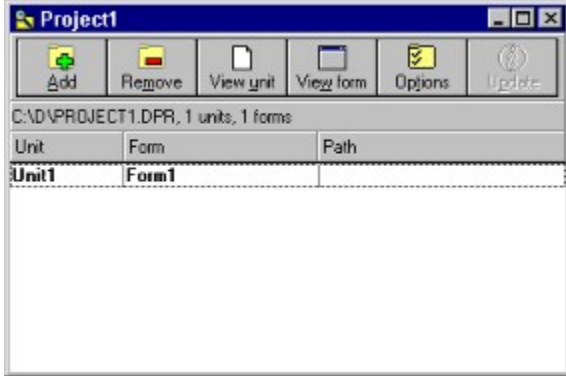 Project1
Add Remove View unit View form Options Update
C:\D\PROJECT1.DPR, 1 units, 1 forms
Unit Form Path
Unit1 Form1